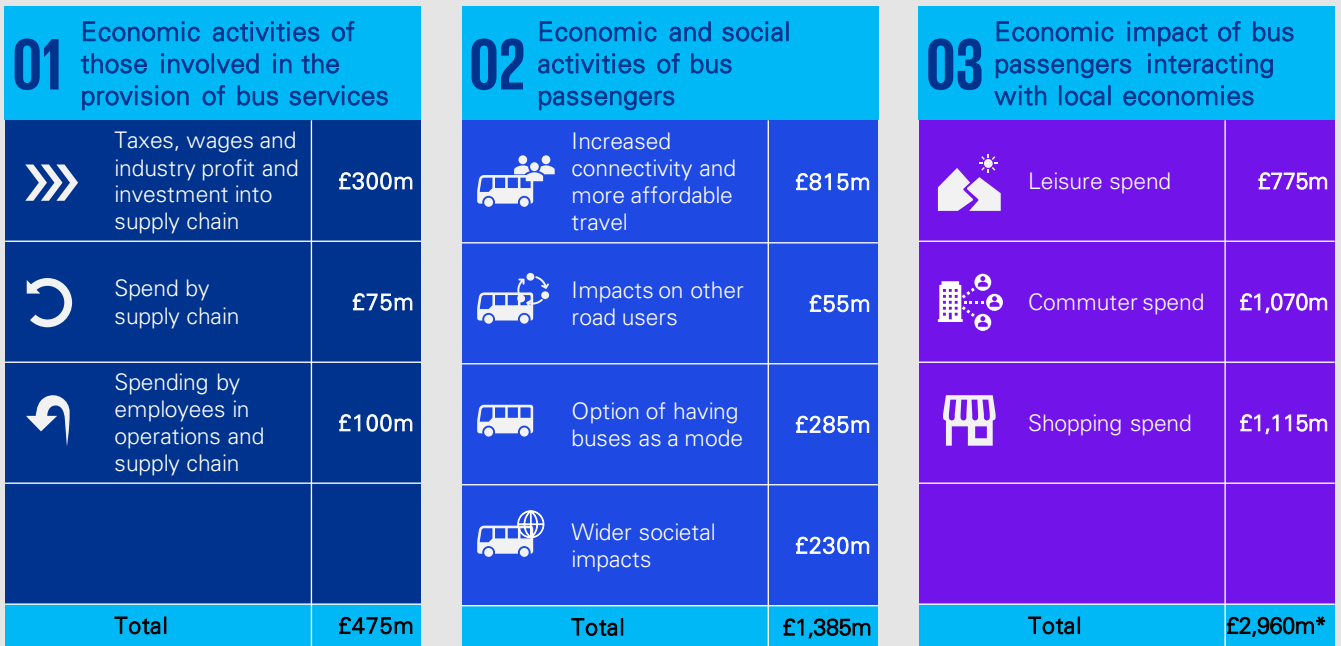 01
Economic activities of
those involved in the
provision of bus services
Taxes, wages and
industry profit and
investment into
supply chain
£300m
Spend by
supply chain
£75m
Spending by
employees in
operations and
supply chain
£100m
Total
£475m
02
Economic and social
activities of bus
passengers
Increased
connectivity and
more affordable
travel
£815m
Impacts on other
road users
£55m
Option of having
buses as a mode
£285m
Wider societal
impacts
£230m
Total
£1,385m
03
Economic impact of bus
passengers interacting
with local economies
Leisure spend
£775m
Commuter spend
£1,070m
Shopping spend
£1,115m
Total
£2,960m*